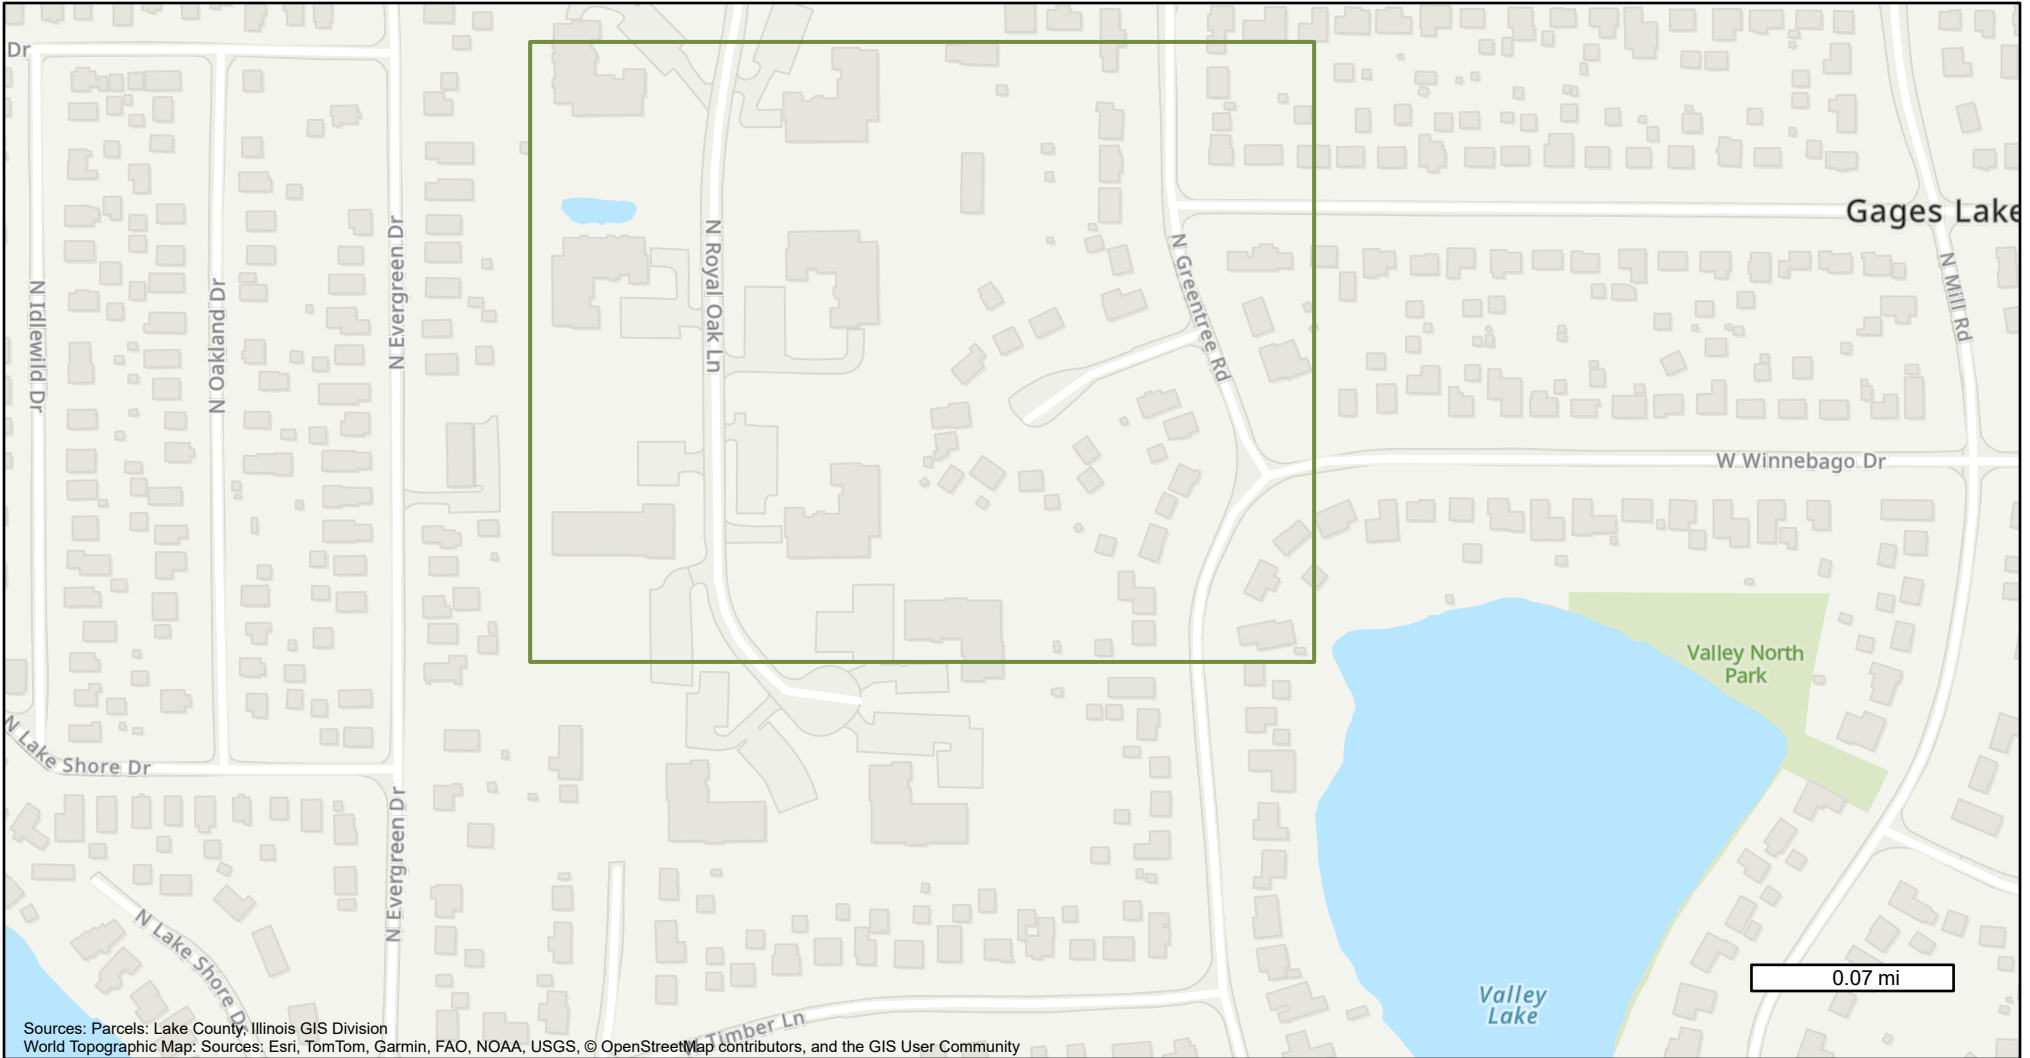 Dr
Gages Lake
N Royal Oak Ln
N Evergreen Dr
N Greentree Rd
N Mill Rd
N Idlewild Dr
N Oakland Dr
W Winnebago Dr
Valley North
Park
N Lake Shore Dr
N Evergreen Dr
N Lake Shore Dr
0.07 mi
Valley
Lake
Timber Ln
Sources: Parcels: Lake County, Illinois GIS Division
World Topographic Map: Sources: Esri, TomTom, Garmin, FAO, NOAA, USGS, © OpenStreetMap contributors, and the GIS User Community